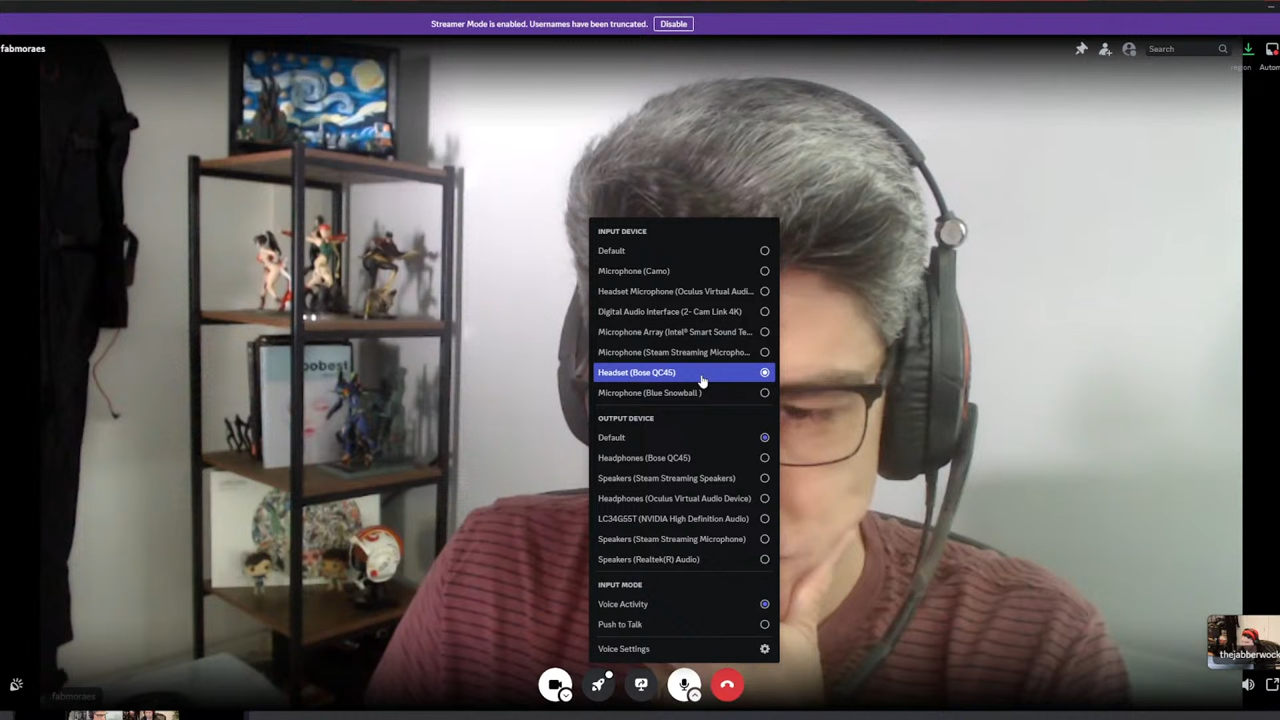 Streamer Mode is enabled. Usernames have been truncated. Disable
fabmoraes
Search
region Autom
INPUT DEVICE
Default
Microphone (Camo)
Headset Microphone (Oculus Virtual Audi...
Digital Audio Interface (2- Cam Link 4K)
Microphone Array (Intel® Smart Sound Te...
Microphone (Steam Streaming Micropho...
Headset (Bose QC45)
Microphone (Blue Snowball )
OUTPUT DEVICE
Default
Headphones (Bose QC45)
Speakers (Steam Streaming Speakers)
Headphones (Oculus Virtual Audio Device)
LC34G55T (NVIDIA High Definition Audio)
Speakers (Steam Streaming Microphone)
Speakers (Realtek(R) Audio)
INPUT MODE
Voice Activity
Push to Talk
Voice Settings
thejabberwock
fabmoraes